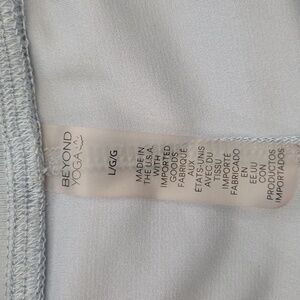 BEYOND
YOGA
L/G/G
MADE IN
THE U.S.A.
WITH
IMPORTED
GOODS
FABRIQUÉ
AUX
ÉTATS-UNIS
AVEC DU
TISSU
IMPORTÉ
FABRICADO
EN
EE.UU
CON
PRODUCTOS
IMPORTADOS